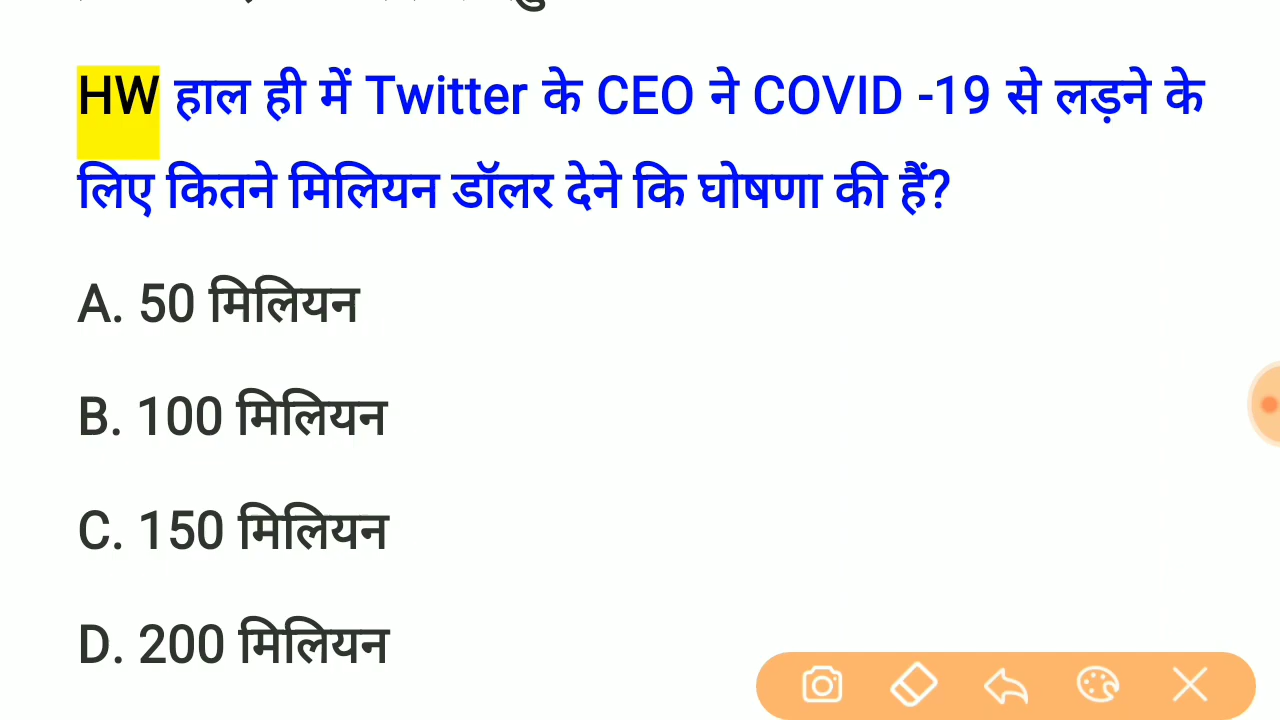 HW हाल ही में Twitter के CEO ने COVID -19 से लड़ने के
लिए कितने मिलियन डॉलर देने कि घोषणा की हैं?
A. 50 मिलियन
B. 100 मिलियन
C. 150 मिलियन
D. 200 मिलियन